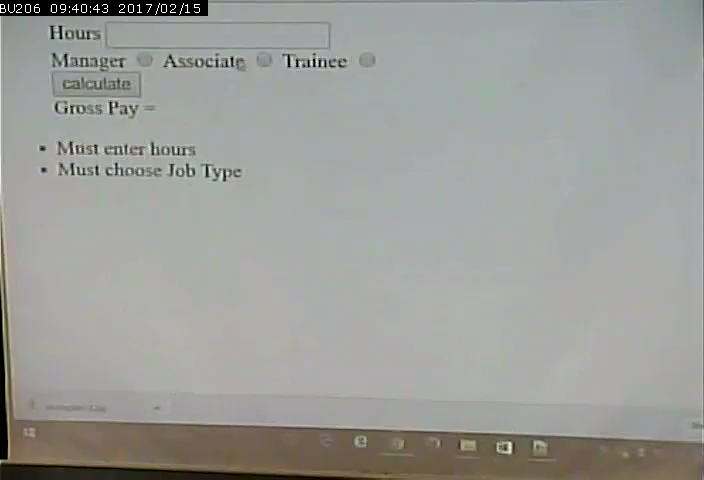 BU206 09:40:43 2017/02/15
Hours
Manager Associate Trainee
calculate
Gross Pay =
Must enter hours
Must choose Job Type